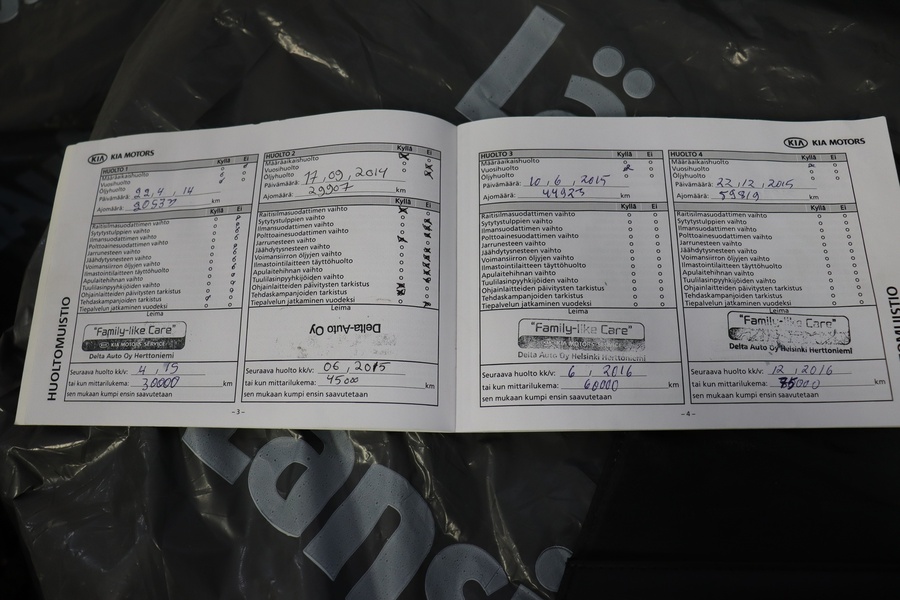 KIA KIA MOTORS
HUOLTO 1 Kyllä Ei
Määräaikaishuolto
Vuosihuolto
Öljyhuolto
Päivämäärä: 22,4,14
Ajomäärä: km
Kyllä Ei
Raitisilmasuodattimen vaihto
Sytytystulppien vaihto
Ilmansuodattimen vaihto
Polttoainesuodattimen vaihto
Jarrunesteen vaihto
Jäähdytysnesteen vaihto
Voimansiirron öljyjen vaihto
Ilmastointilaitteen täyttöhuolto
Apulaitehihnan vaihto
Tuulilasinpyyhkijöiden vaihto
Ohjainlaitteiden päivitysten tarkistus
Tehdaskampanjoiden tarkistus
Tiepalvelun jatkaminen vuodeksi
Leima
"Family-like Care"
KIA MOTORS SERVICE
Delta Auto Oy Herttoniemi
Seuraava huolto kk/v: 4,15
tai kun mittarilukema: 30000 km
sen mukaan kumpi ensin saavutetaan
- 3 -
HUOLTO 2 Kyllä Ei
Määräaikaishuolto
Vuosihuolto
Öljyhuolto
Päivämäärä: 17,09,2014
Ajomäärä: 29907 km
Kyllä Ei
Raitisilmasuodattimen vaihto
Sytytystulppien vaihto
Ilmansuodattimen vaihto
Polttoainesuodattimen vaihto
Jarrunesteen vaihto
Jäähdytysnesteen vaihto
Voimansiirron öljyjen vaihto
Ilmastointilaitteen täyttöhuolto
Apulaitehihnan vaihto
Tuulilasinpyyhkijöiden vaihto
Ohjainlaitteiden päivitysten tarkistus
Tehdaskampanjoiden tarkistus
Tiepalvelun jatkaminen vuodeksi
Leima
Delta-Auto Oy
Seuraava huolto kk/v: 06,2015
tai kun mittarilukema: 45000 km
sen mukaan kumpi ensin saavutetaan
HUOLTOMUISTIO
KIA KIA MOTORS
HUOLTO 3 Kyllä Ei
Määräaikaishuolto
Vuosihuolto
Öljyhuolto
Päivämäärä: 10,6,2015
Ajomäärä: 44923 km
Kyllä Ei
Raitisilmasuodattimen vaihto
Sytytystulppien vaihto
Ilmansuodattimen vaihto
Polttoainesuodattimen vaihto
Jarrunesteen vaihto
Jäähdytysnesteen vaihto
Voimansiirron öljyjen vaihto
Ilmastointilaitteen täyttöhuolto
Apulaitehihnan vaihto
Tuulilasinpyyhkijöiden vaihto
Ohjainlaitteiden päivitysten tarkistus
Tehdaskampanjoiden tarkistus
Tiepalvelun jatkaminen vuodeksi
Leima
"Family-like Care"
KIA MOTORS SERVICE
Delta Auto Oy Helsinki Herttoniemi
Seuraava huolto kk/v: 6,2016
tai kun mittarilukema: 60000 km
sen mukaan kumpi ensin saavutetaan
- 4 -
HUOLTO 4 Kyllä Ei
Määräaikaishuolto
Vuosihuolto
Öljyhuolto
Päivämäärä: 22,12,2015
Ajomäärä: 59819 km
Kyllä Ei
Raitisilmasuodattimen vaihto
Sytytystulppien vaihto
Ilmansuodattimen vaihto
Polttoainesuodattimen vaihto
Jarrunesteen vaihto
Jäähdytysnesteen vaihto
Voimansiirron öljyjen vaihto
Ilmastointilaitteen täyttöhuolto
Apulaitehihnan vaihto
Tuulilasinpyyhkijöiden vaihto
Ohjainlaitteiden päivitysten tarkistus
Tehdaskampanjoiden tarkistus
Tiepalvelun jatkaminen vuodeksi
Leima
"Family-like Care"
Delta Auto Oy Helsinki Herttoniemi
Seuraava huolto kk/v: 12,2016
tai kun mittarilukema: 75000 km
sen mukaan kumpi ensin saavutetaan